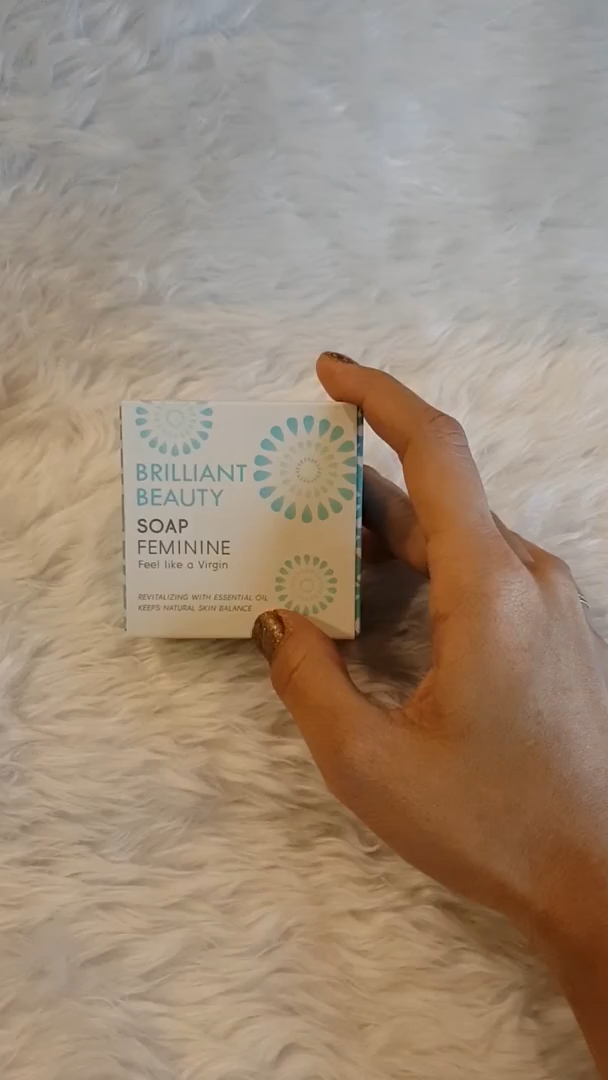 BRILLIANT
BEAUTY
SOAP
FEMININE
Feel like a Virgin
REVITALIZING WITH ESSENTIAL OIL
KEEPS NATURAL SKIN BALANCE